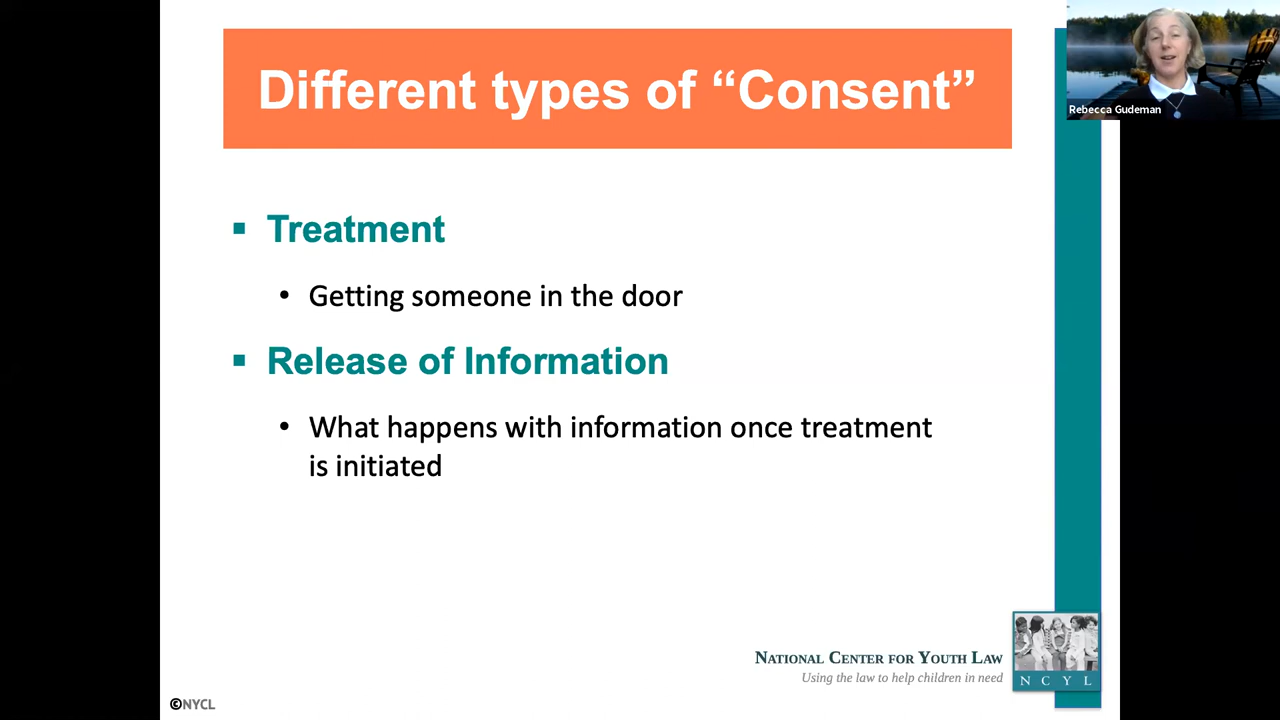 Different types of “Consent”
Rebecca Gudeman
▪ Treatment
• Getting someone in the door
▪ Release of Information
• What happens with information once treatment
is initiated
NATIONAL CENTER FOR YOUTH LAW
Using the law to help children in need
N C Y L
©NYCL